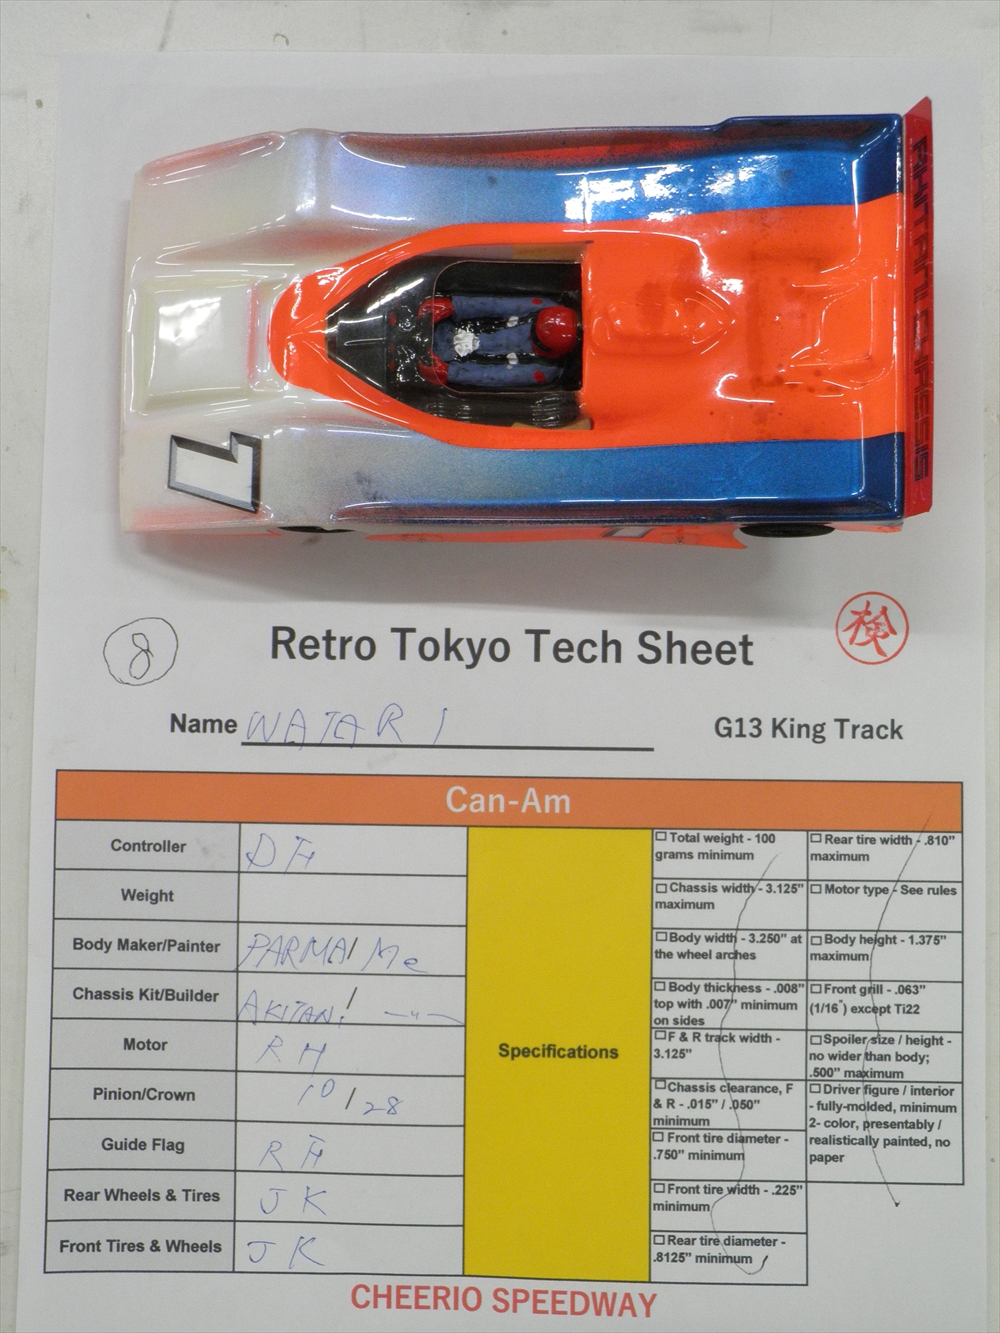 7
8
Retro Tokyo Tech Sheet
検
Name WATARI
G13 King Track
Can-Am
Controller
Weight
Body Maker/Painter PARMA/Me
Chassis Kit/Builder AKITANI/ -〃-
Motor RH
Pinion/Crown 10/28
Guide Flag
Rear Wheels & Tires JK
Front Tires & Wheels JK
Specifications
☐ Total weight - 100
grams minimum
☐ Chassis width - 3.125"
maximum
☐ Body width - 3.250" at
the wheel arches
☐ Body thickness - .008"
top with .007" minimum
on sides
☐ F & R track width -
3.125"
☐ Chassis clearance, F
& R - .015" / .050"
minimum
☐ Front tire diameter -
.750" minimum
☐ Front tire width - .225"
minimum
☐ Rear tire diameter -
.8125" minimum
☐ Rear tire width - .810"
maximum
☐ Motor type - See rules
☐ Body height - 1.375"
maximum
☐ Front grill - .063"
(1/16") except Ti22
☐ Spoiler size / height -
no wider than body;
.500" maximum
☐ Driver figure / interior
- fully-molded, minimum
2- color, presentably /
realistically painted, no
paper
CHEERIO SPEEDWAY